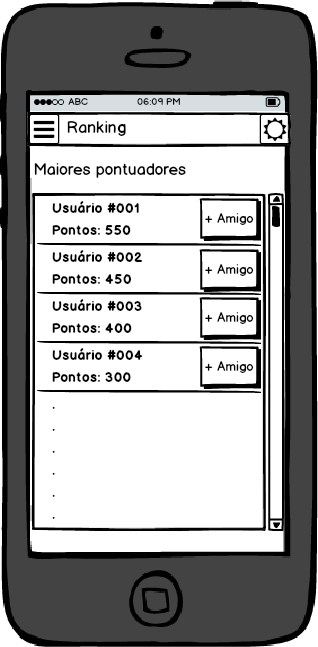 ABC 06:09 PM
Ranking
Maiores pontuadores
Usuário #001
Pontos: 550
+ Amigo
Usuário #002
Pontos: 450
+ Amigo
Usuário #003
Pontos: 400
+ Amigo
Usuário #004
Pontos: 300
+ Amigo
.
.
.
.
.
.